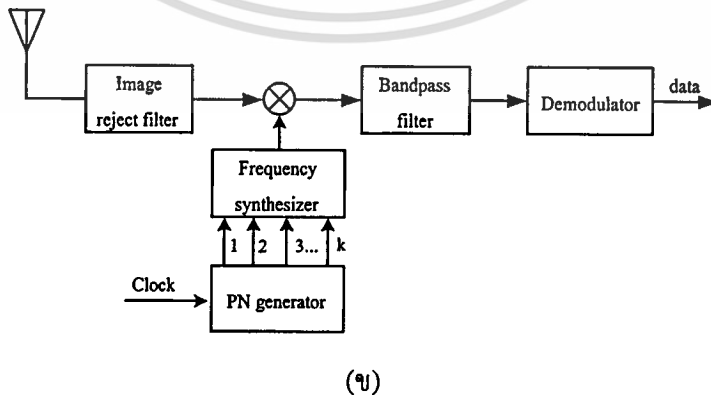 Image
reject filter
Bandpass
filter
Demodulator
data
Frequency
synthesizer
1 2 3... k
Clock
PN generator
(ข)